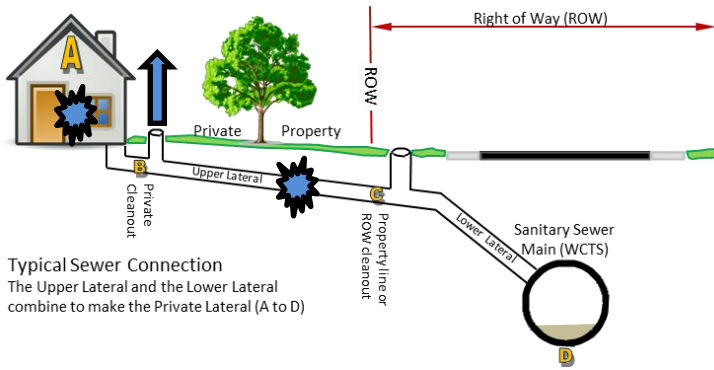 Right of Way (ROW)
A
ROW
Private Property
B
Upper Lateral
Private
Cleanout
C
Property line or
ROW cleanout
Lower Lateral
Sanitary Sewer
Main (WCTS)
D
Typical Sewer Connection
The Upper Lateral and the Lower Lateral
combine to make the Private Lateral (A to D)